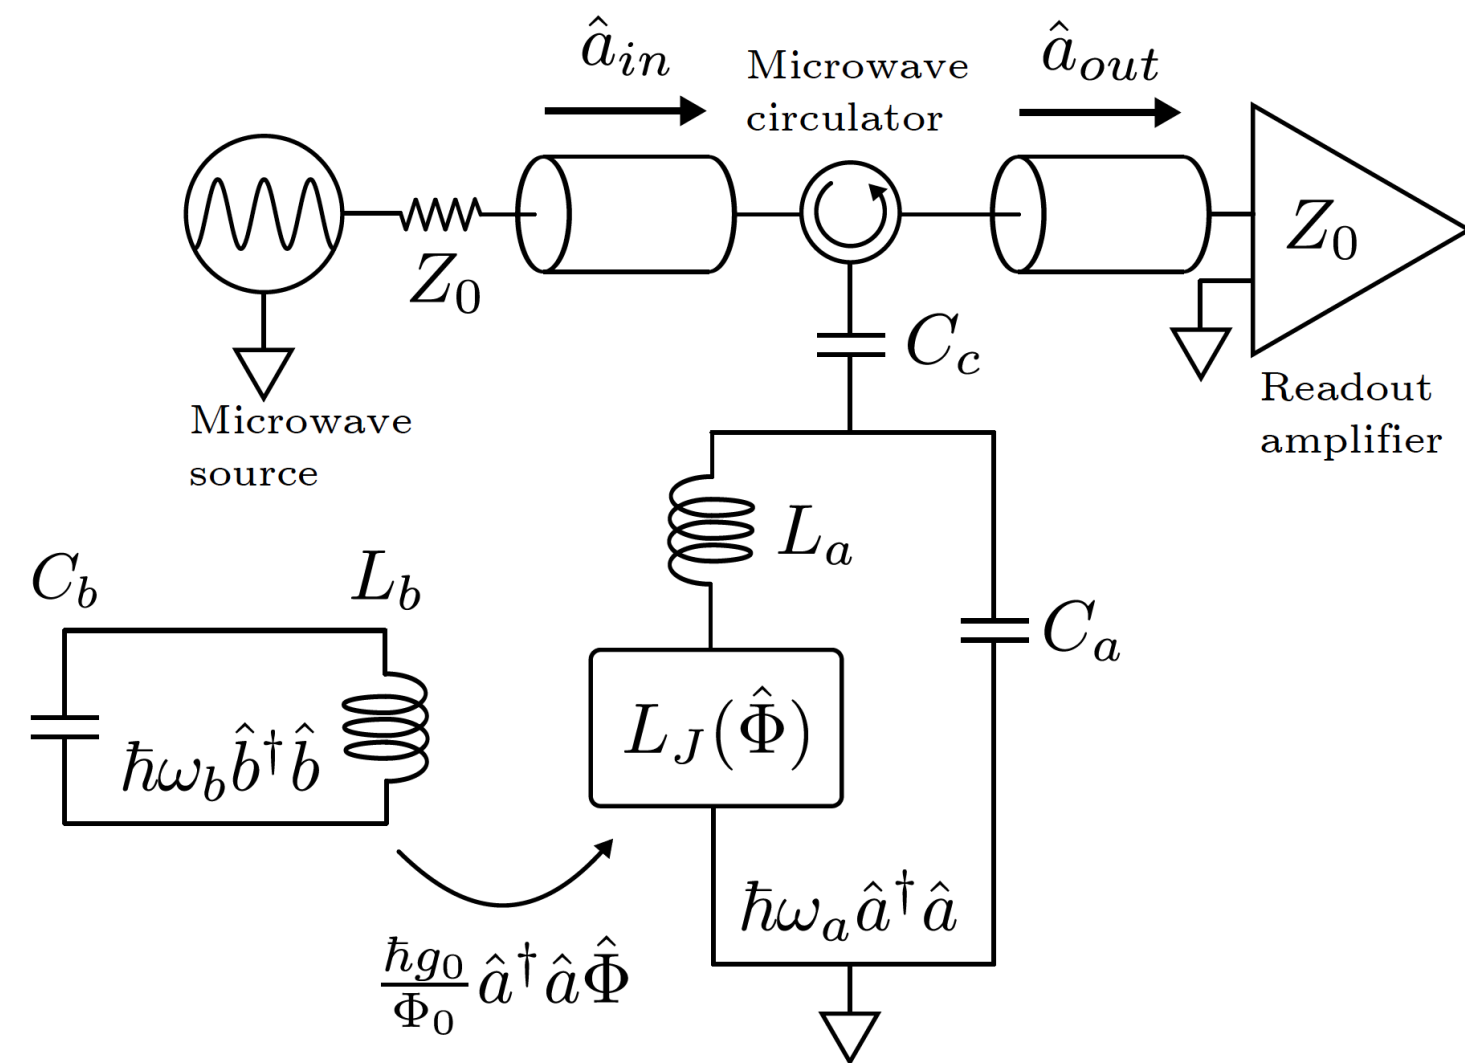 â_in
Microwave
circulator
â_out
Z_0
Z_0
Microwave
source
C_c
Readout
amplifier
L_a
C_b
L_b
C_a
L_J(Φ̂)
ħω_b b̂†b̂
ħω_a â†â
ħg_0/Φ_0 â†âΦ̂